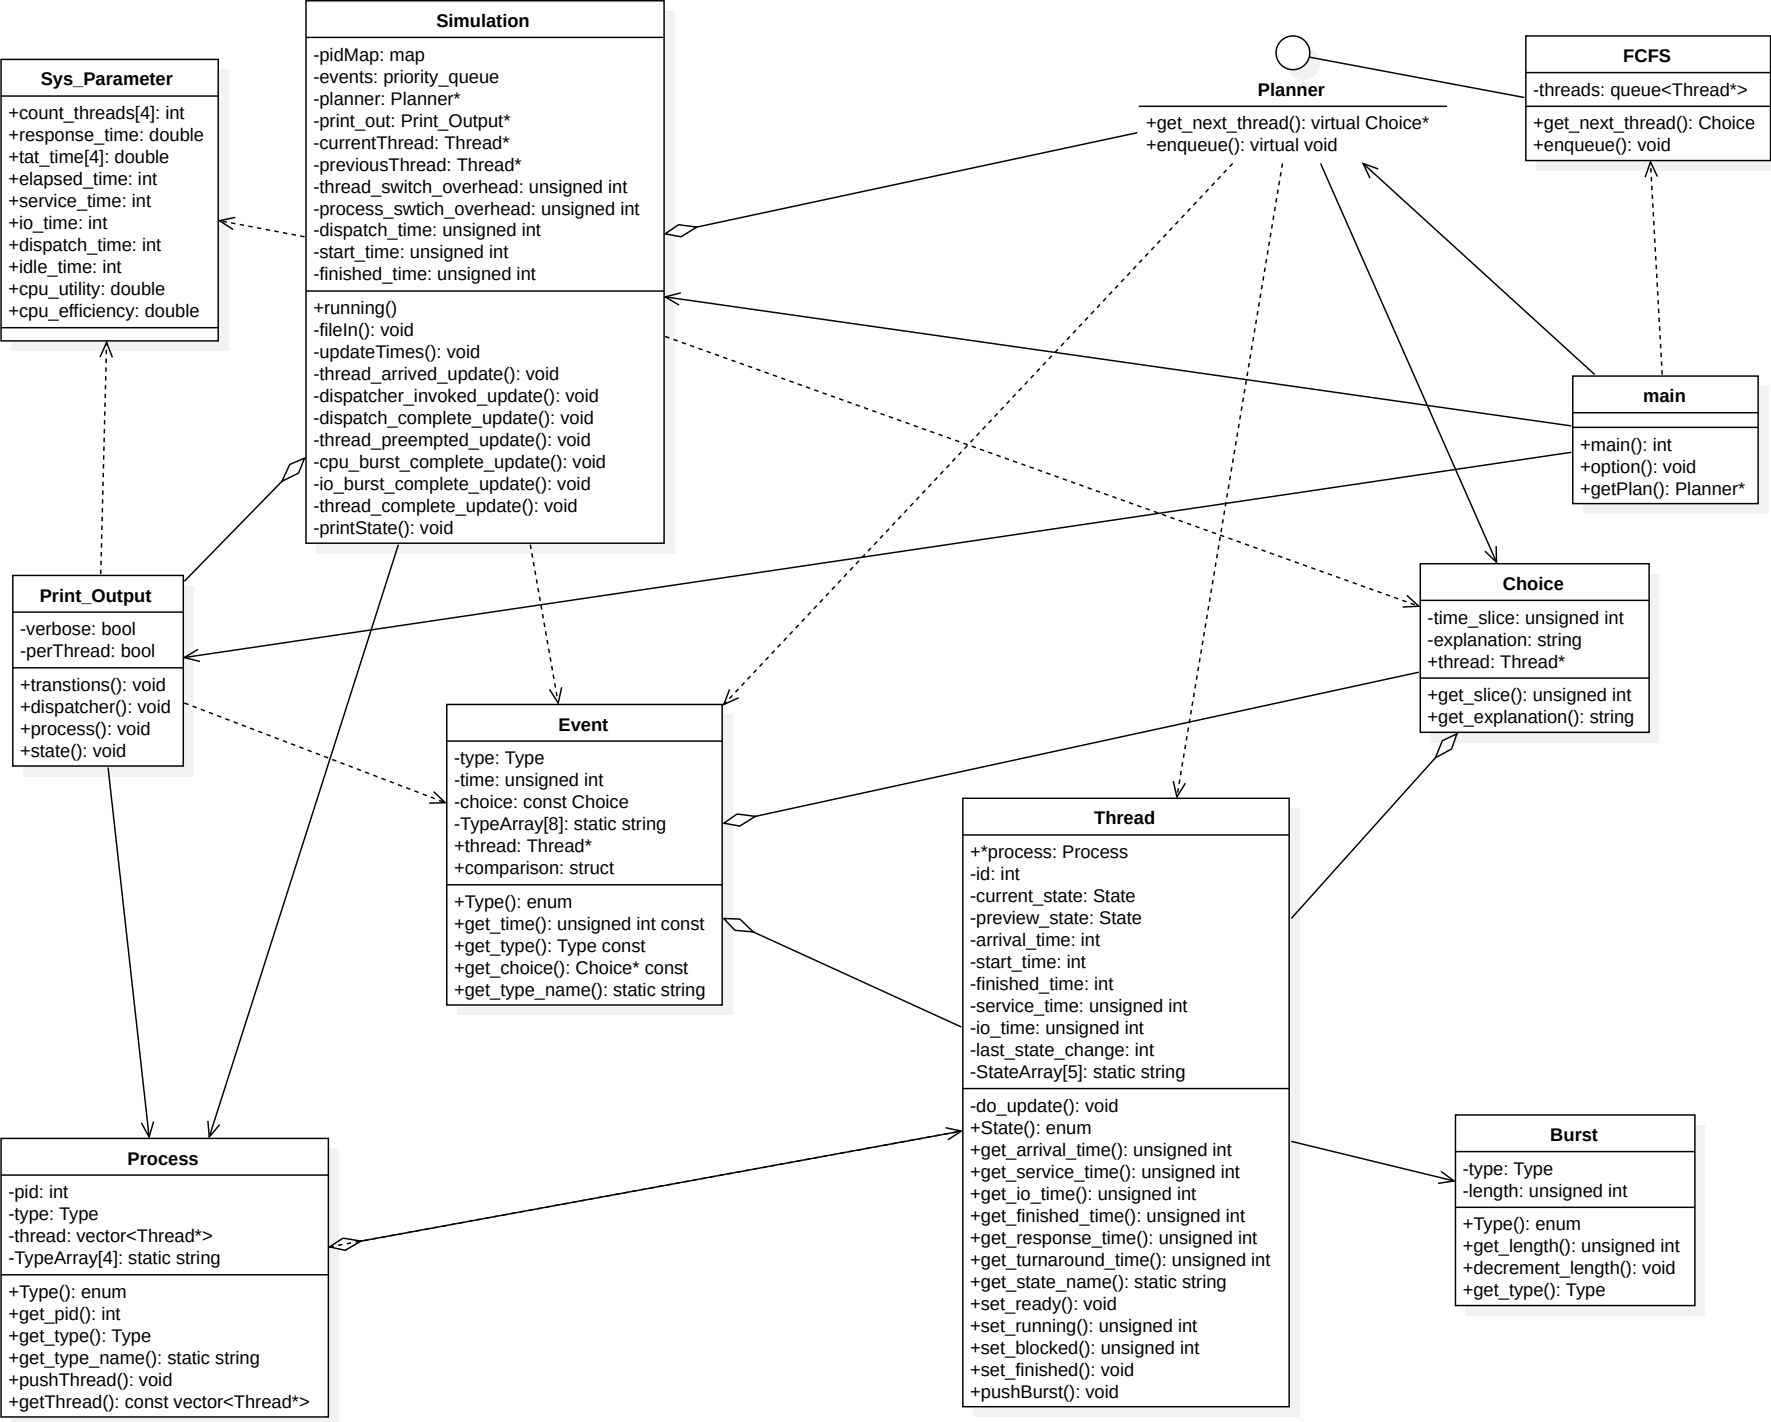 Simulation
-pidMap: map
-events: priority_queue
-planner: Planner*
-print_out: Print_Output*
-currentThread: Thread*
-previousThread: Thread*
-thread_switch_overhead: unsigned int
-process_swtich_overhead: unsigned int
-dispatch_time: unsigned int
-start_time: unsigned int
-finished_time: unsigned int
+running()
-fileIn(): void
-updateTimes(): void
-thread_arrived_update(): void
-dispatcher_invoked_update(): void
-dispatch_complete_update(): void
-thread_preempted_update(): void
-cpu_burst_complete_update(): void
-io_burst_complete_update(): void
-thread_complete_update(): void
-printState(): void
Sys_Parameter
+count_threads[4]: int
+response_time: double
+tat_time[4]: double
+elapsed_time: int
+service_time: int
+io_time: int
+dispatch_time: int
+idle_time: int
+cpu_utility: double
+cpu_efficiency: double
Planner
+get_next_thread(): virtual Choice*
+enqueue(): virtual void
FCFS
-threads: queue<Thread*>
+get_next_thread(): Choice
+enqueue(): void
main
+main(): int
+option(): void
+getPlan(): Planner*
Print_Output
-verbose: bool
-perThread: bool
+transtions(): void
+dispatcher(): void
+process(): void
+state(): void
Choice
-time_slice: unsigned int
-explanation: string
+thread: Thread*
+get_slice(): unsigned int
+get_explanation(): string
Event
-type: Type
-time: unsigned int
-choice: const Choice
-TypeArray[8]: static string
+thread: Thread*
+comparison: struct
+Type(): enum
+get_time(): unsigned int const
+get_type(): Type const
+get_choice(): Choice* const
+get_type_name(): static string
Thread
+*process: Process
-id: int
-current_state: State
-preview_state: State
-arrival_time: int
-start_time: int
-finished_time: int
-service_time: unsigned int
-io_time: unsigned int
-last_state_change: int
-StateArray[5]: static string
-do_update(): void
+State(): enum
+get_arrival_time(): unsigned int
+get_service_time(): unsigned int
+get_io_time(): unsigned int
+get_finished_time(): unsigned int
+get_response_time(): unsigned int
+get_turnaround_time(): unsigned int
+get_state_name(): static string
+set_ready(): void
+set_running(): unsigned int
+set_blocked(): unsigned int
+set_finished(): void
+pushBurst(): void
Burst
-type: Type
-length: unsigned int
+Type(): enum
+get_length(): unsigned int
+decrement_length(): void
+get_type(): Type
Process
-pid: int
-type: Type
-thread: vector<Thread*>
-TypeArray[4]: static string
+Type(): enum
+get_pid(): int
+get_type(): Type
+get_type_name(): static string
+pushThread(): void
+getThread(): const vector<Thread*>